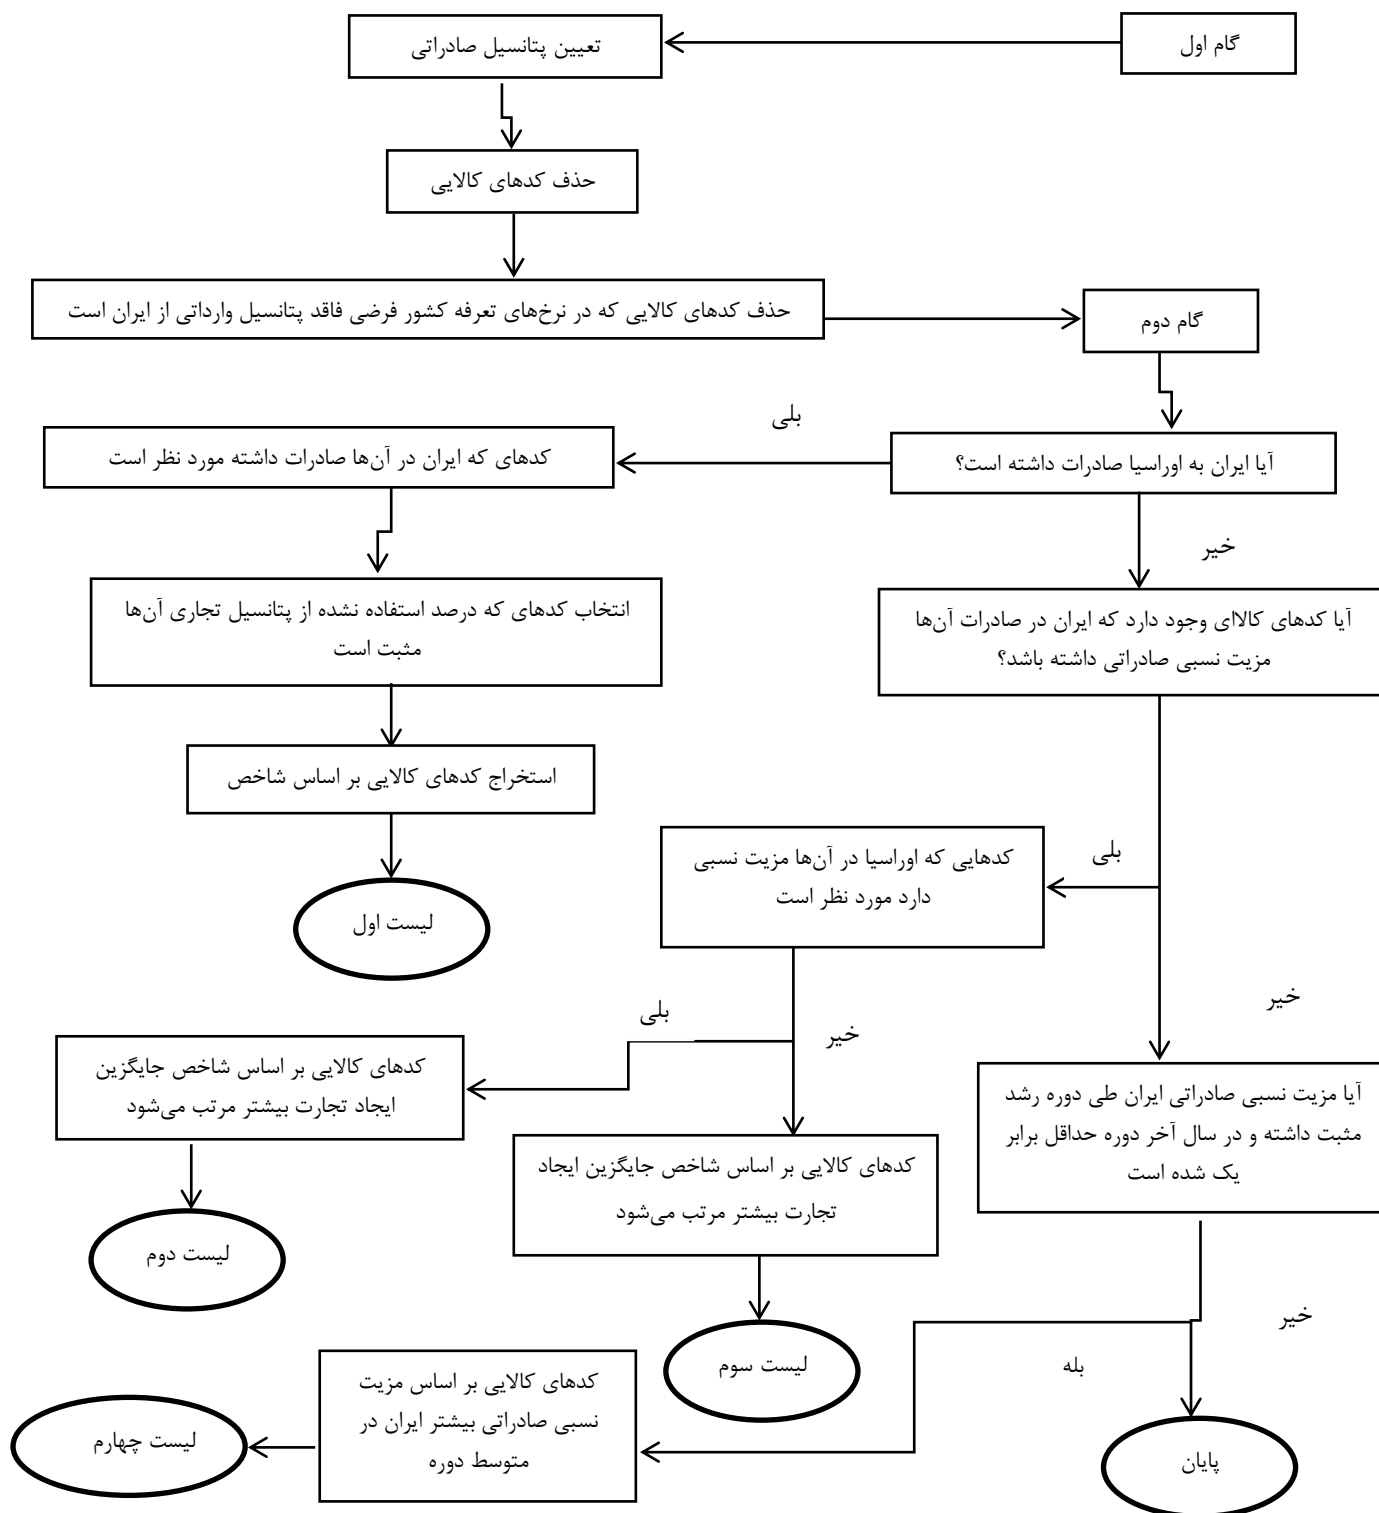 گام اول
تعیین پتانسیل صادراتی
حذف کدهای کالایی
حذف کدهای کالایی که در نرخ‌های تعرفه کشور فرضی فاقد پتانسیل وارداتی از ایران است
گام دوم
آیا ایران به اوراسیا صادرات داشته است؟
بلی
کدهای که ایران در آن‌ها صادرات داشته مورد نظر است
خیر
انتخاب کدهای که درصد استفاده نشده از پتانسیل تجاری آن‌ها
مثبت است
آیا کدهای کالاای وجود دارد که ایران در صادرات آن‌ها
مزیت نسبی صادراتی داشته باشد؟
استخراج کدهای کالایی بر اساس شاخص
لیست اول
بلی
کدهایی که اوراسیا در آن‌ها مزیت نسبی
دارد مورد نظر است
خیر
بلی
خیر
کدهای کالایی بر اساس شاخص جایگزین
ایجاد تجارت بیشتر مرتب می‌شود
لیست دوم
کدهای کالایی بر اساس شاخص جایگزین ایجاد
تجارت بیشتر مرتب می‌شود
لیست سوم
آیا مزیت نسبی صادراتی ایران طی دوره رشد
مثبت داشته و در سال آخر دوره حداقل برابر
یک شده است
خیر
بله
کدهای کالایی بر اساس مزیت
نسبی صادراتی بیشتر ایران در
متوسط دوره
لیست چهارم
پایان